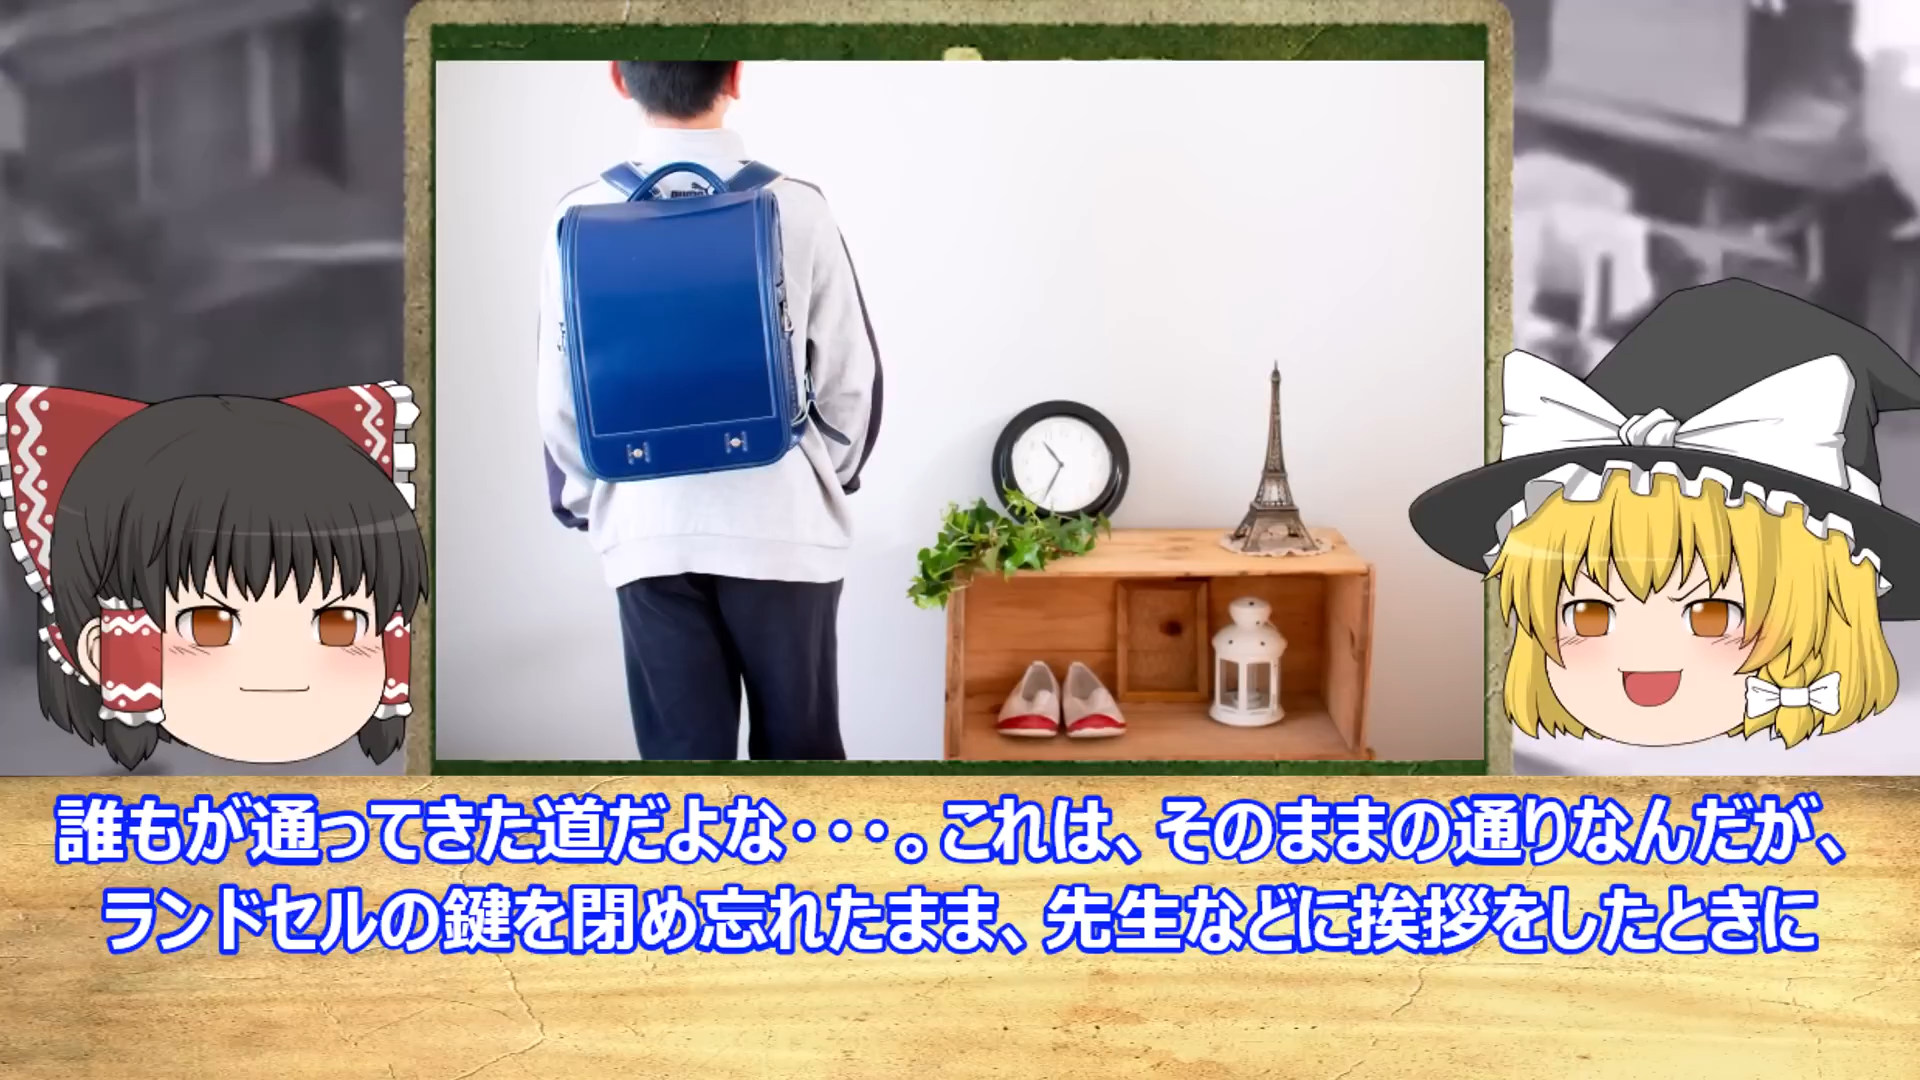 誰もが通ってきた道だよな・・・。これは、そのままの通りなんだが、
ランドセルの鍵を閉め忘れたまま、先生などに挨拶をしたときに